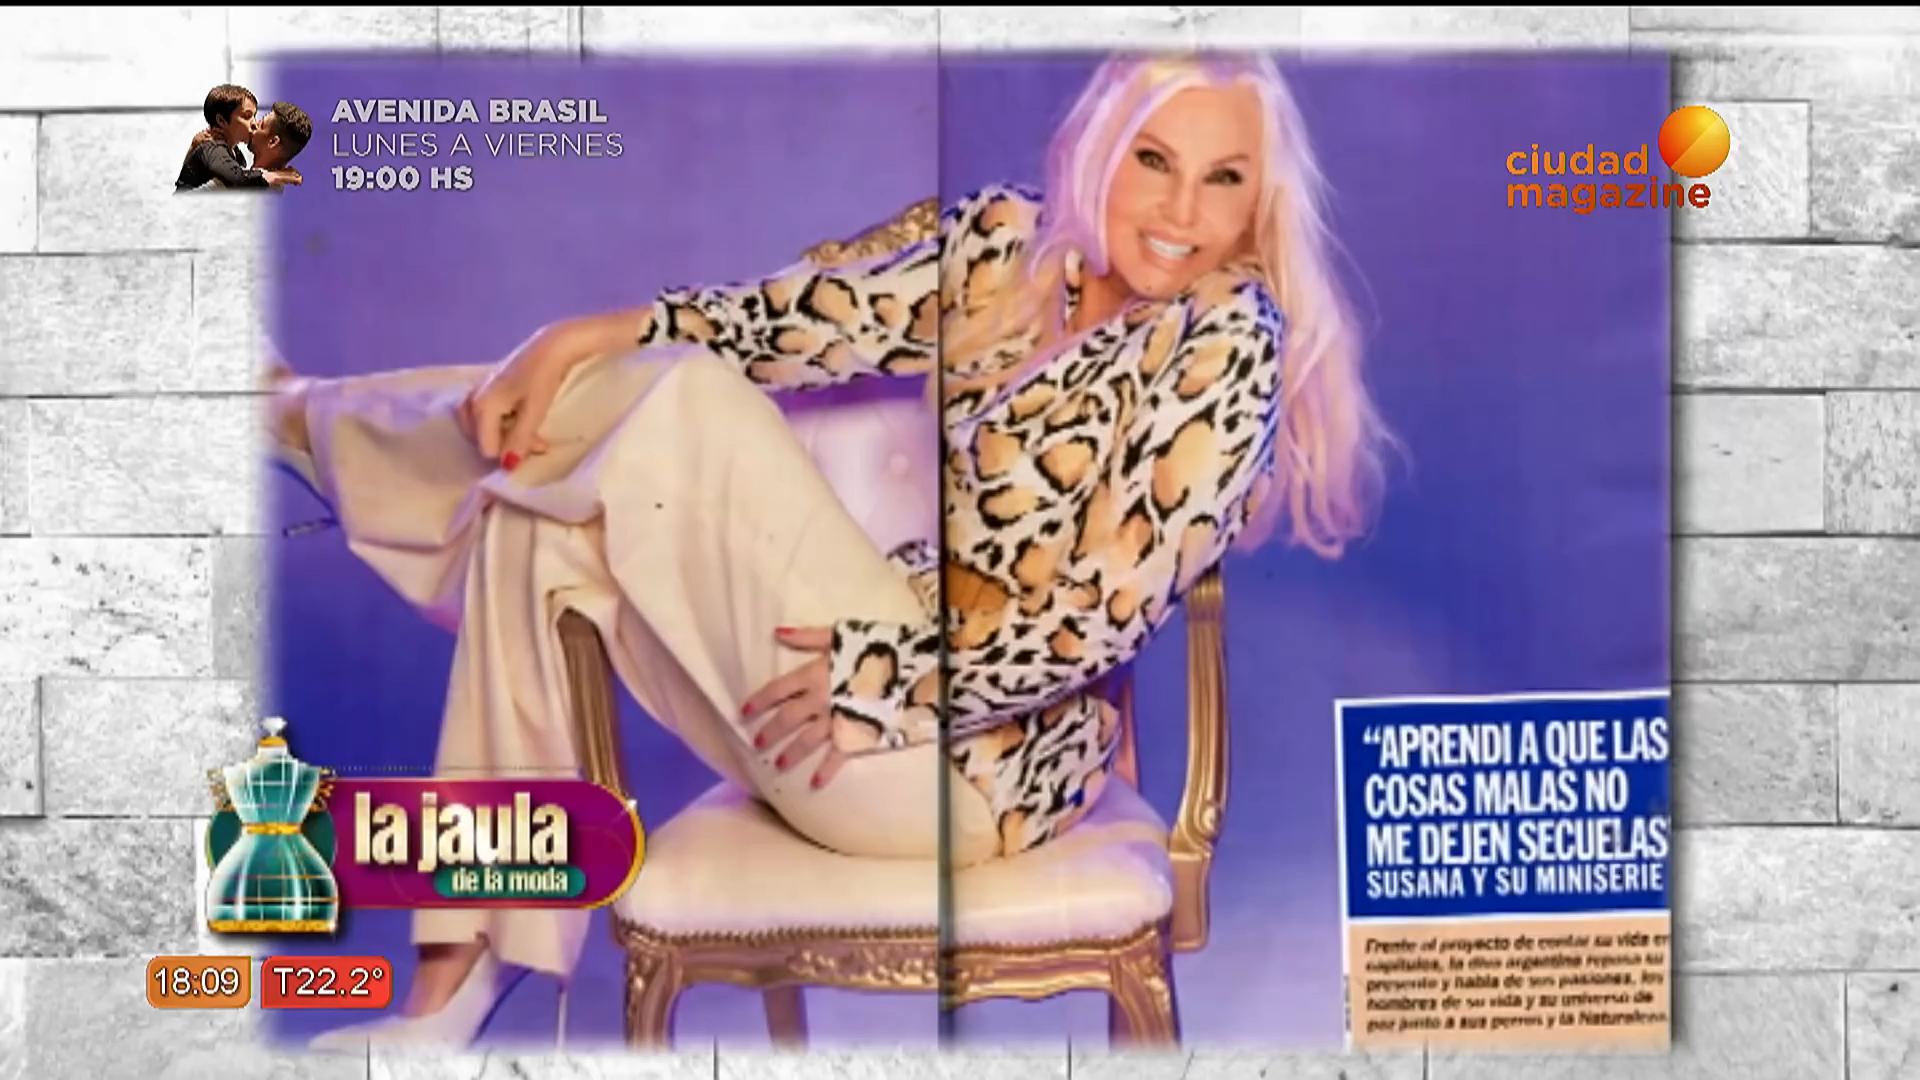 AVENIDA BRASIL
LUNES A VIERNES
19:00 HS
ciudad
magazine
“APRENDI A QUE LAS
COSAS MALAS NO
ME DEJEN SECUELAS
SUSANA Y SU MINISERIE
Frente al proyecto de contar su vida en
capítulos, la diva argentina repasa su
presente y habla de sus pasiones, los
hombres de su vida y su universo de
paz junto a sus perros y la Naturaleza
la jaula
de la moda
18:09 T22.2°